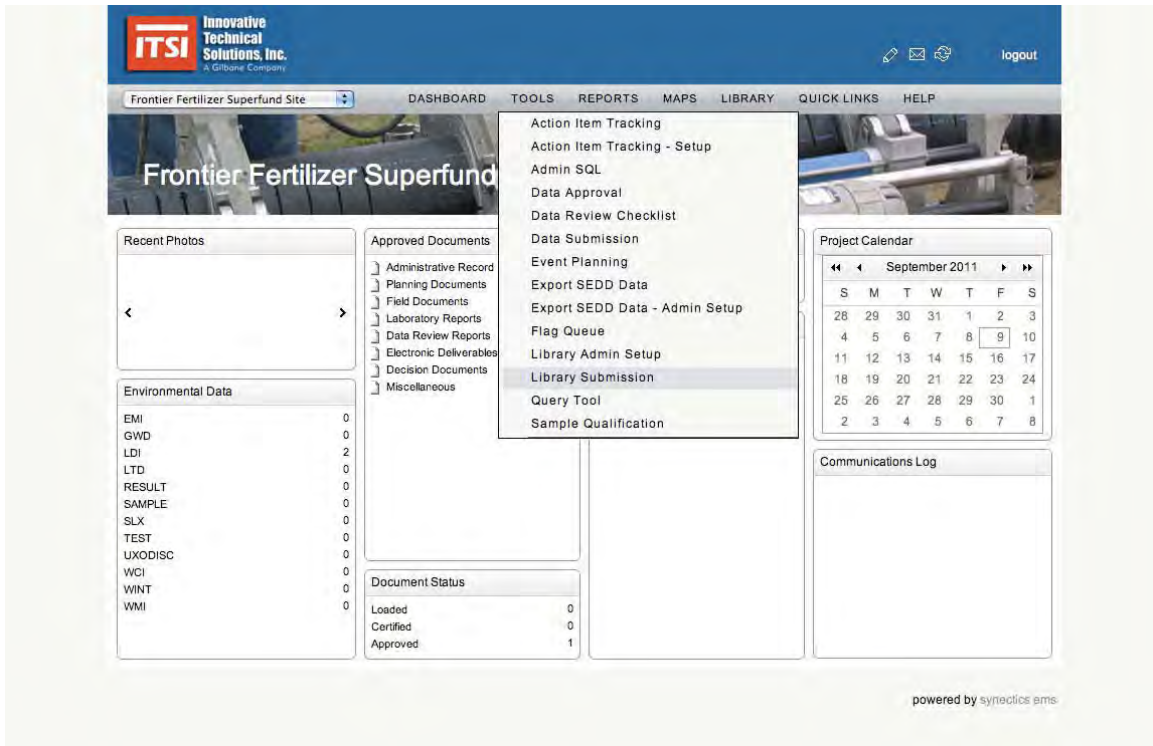 Innovative
Technical
Solutions, Inc.
A Gilbane Company
ITSI
logout
Frontier Fertilizer Superfund Site
DASHBOARD TOOLS REPORTS MAPS LIBRARY QUICK LINKS HELP
Frontier Fertilizer Superfund
Action Item Tracking
Action Item Tracking - Setup
Admin SQL
Data Approval
Data Review Checklist
Data Submission
Event Planning
Export SEDD Data
Export SEDD Data - Admin Setup
Flag Queue
Library Admin Setup
Library Submission
Query Tool
Sample Qualification
Recent Photos
Environmental Data
EMI 0
GWD 0
LDI 2
LTD 0
RESULT 0
SAMPLE 0
SLX 0
TEST 0
UXODISC 0
WCI 0
WINT 0
WMI 0
Approved Documents
Administrative Record
Planning Documents
Field Documents
Laboratory Reports
Data Review Reports
Electronic Deliverables
Decision Documents
Miscellaneous
Document Status
Loaded 0
Certified 0
Approved 1
Project Calendar
September 2011
S M T W T F S
28 29 30 31 1 2 3
4 5 6 7 8 9 10
11 12 13 14 15 16 17
18 19 20 21 22 23 24
25 26 27 28 29 30 1
2 3 4 5 6 7 8
Communications Log
powered by synectics ems